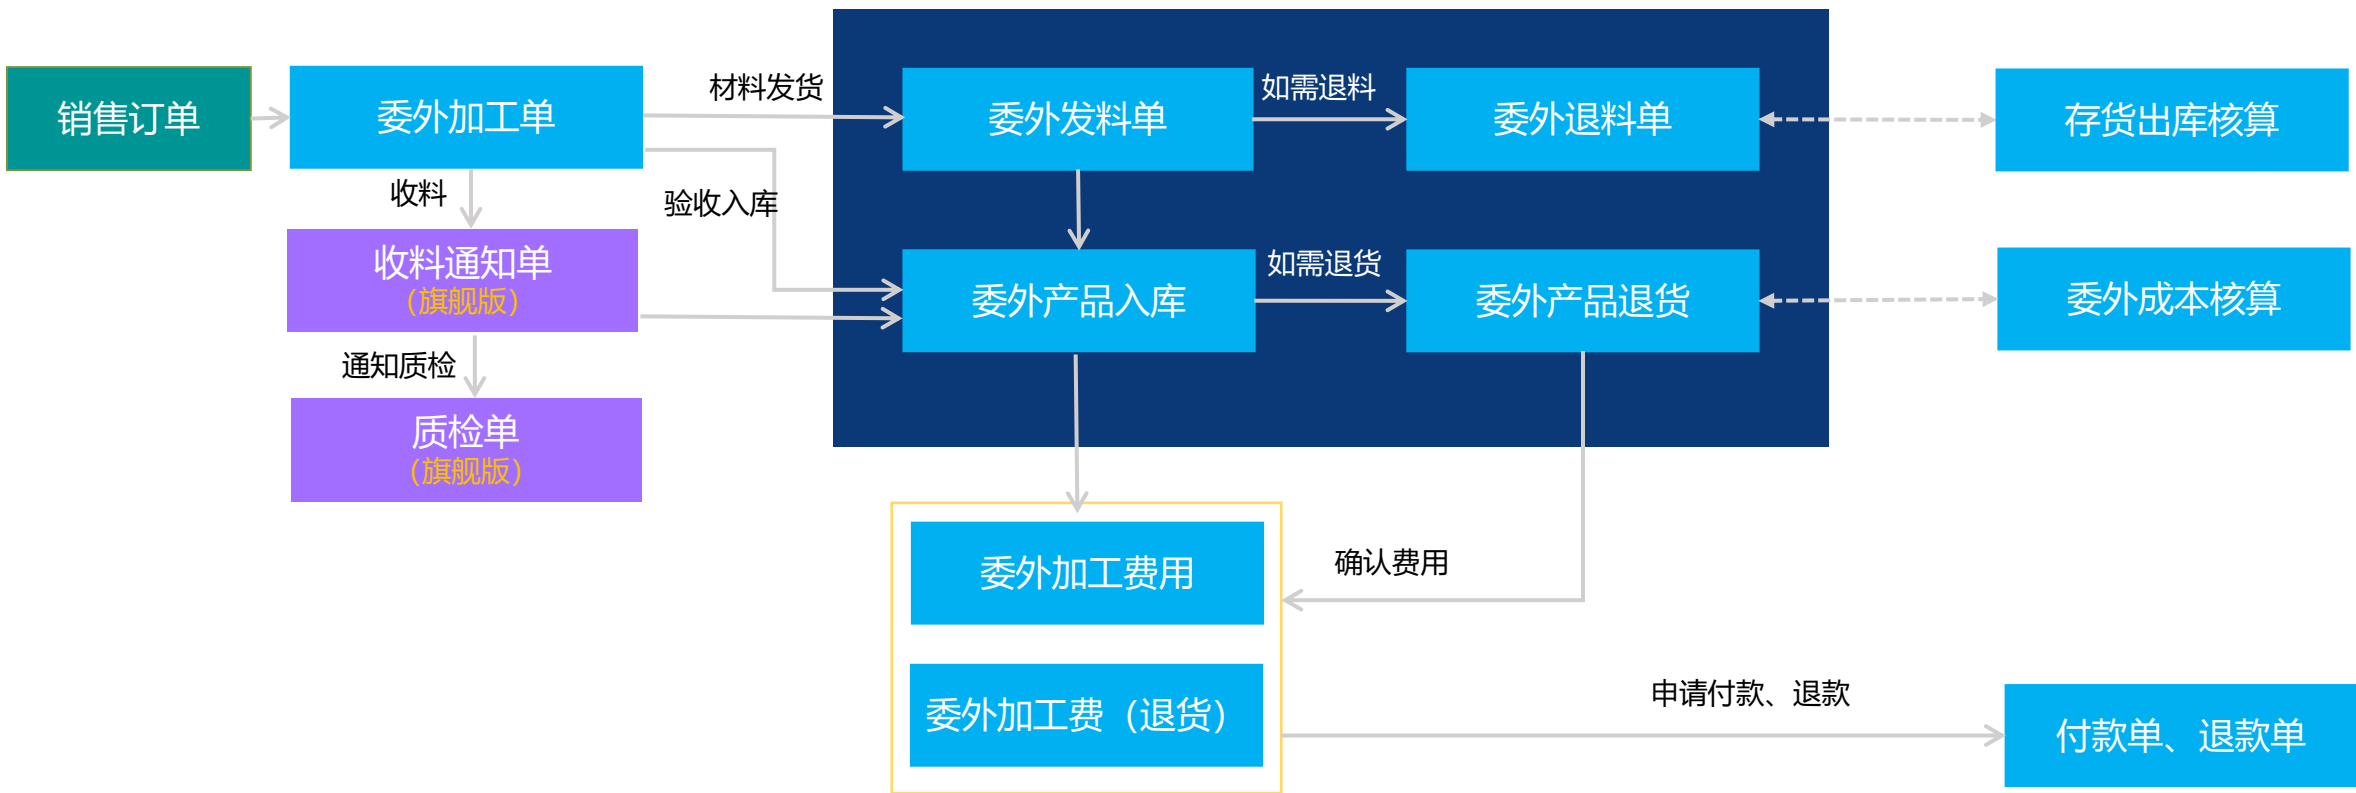 销售订单
委外加工单
材料发货
委外发料单
如需退料
委外退料单
存货出库核算
收料
验收入库
收料通知单
（旗舰版）
委外产品入库
如需退货
委外产品退货
委外成本核算
通知质检
质检单
（旗舰版）
委外加工费用
确认费用
委外加工费（退货）
申请付款、退款
付款单、退款单